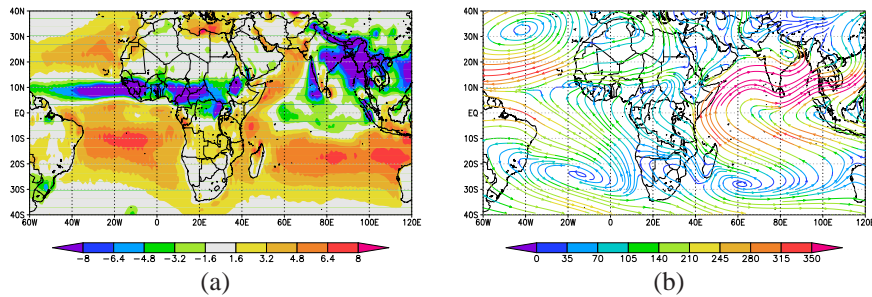 40N 40N
30N 30N
20N 20N
10N 10N
EQ EQ
10S 10S
20S 20S
30S 30S
40S 40S
60W 40W 20W 0 20E 40E 60E 80E 100E 120E 60W 40W 20W 0 20E 40E 60E 80E 100E 120E
-8 -6.4 -4.8 -3.2 -1.6 1.6 3.2 4.8 6.4 8 0 35 70 105 140 210 245 280 315 350
(a) (b)